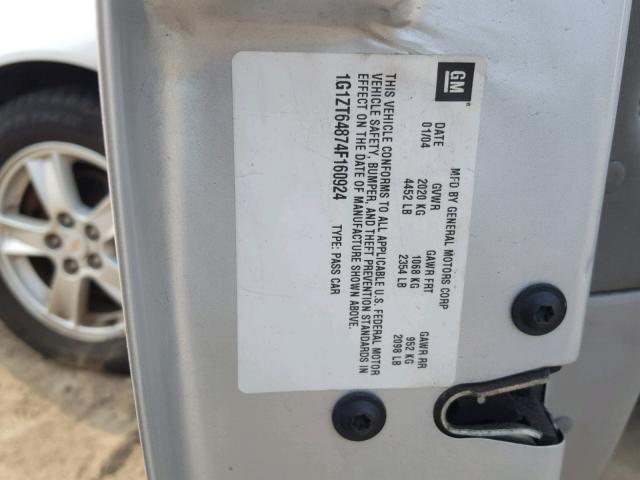 GM
MFD BY GENERAL MOTORS CORP
DATE GVWR GAWR FRT GAWR RR
01/04 2020 KG 1068 KG 952 KG
4452 LB 2354 LB 2098 LB
THIS VEHICLE CONFORMS TO ALL APPLICABLE U.S. FEDERAL MOTOR
VEHICLE SAFETY, BUMPER, AND THEFT PREVENTION STANDARDS IN
EFFECT ON THE DATE OF MANUFACTURE SHOWN ABOVE.
1G1ZT64874F160924 TYPE: PASS CAR